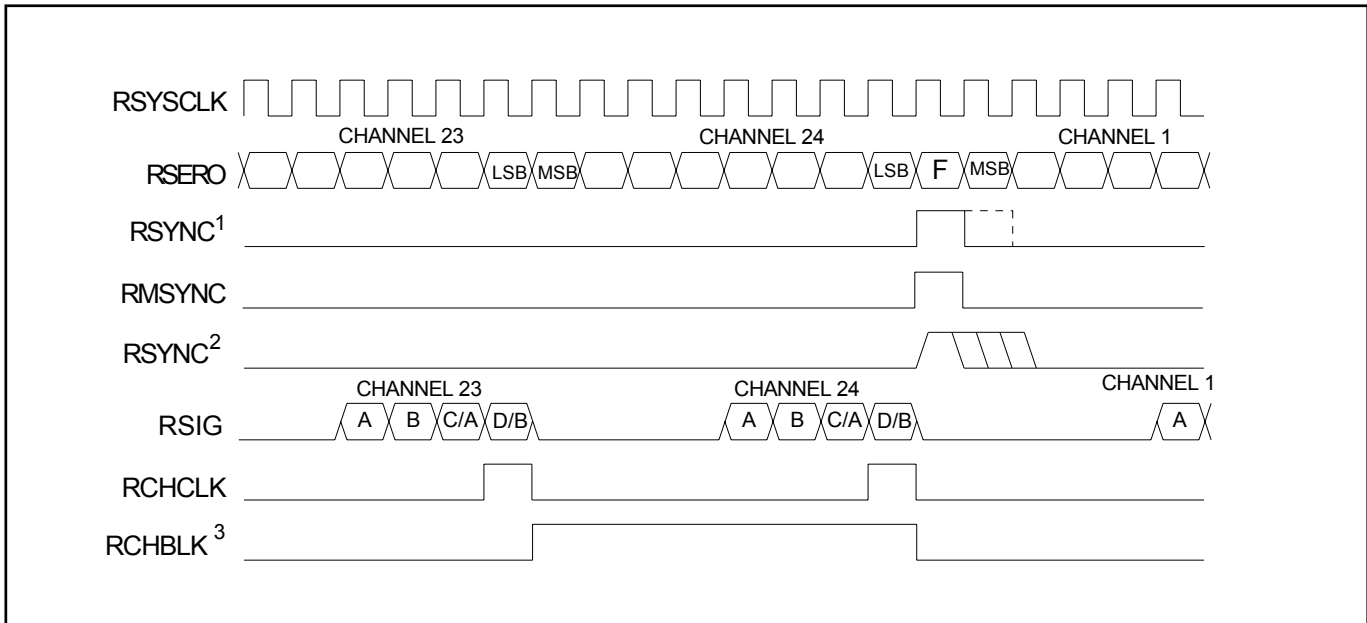 RSYSCLK
CHANNEL 23 CHANNEL 24 CHANNEL 1
RSERO LSB MSB LSB F MSB
RSYNC1
RMSYNC
RSYNC2
CHANNEL 23 CHANNEL 24 CHANNEL 1
RSIG A B C/A D/B A B C/A D/B A
RCHCLK
RCHBLK 3